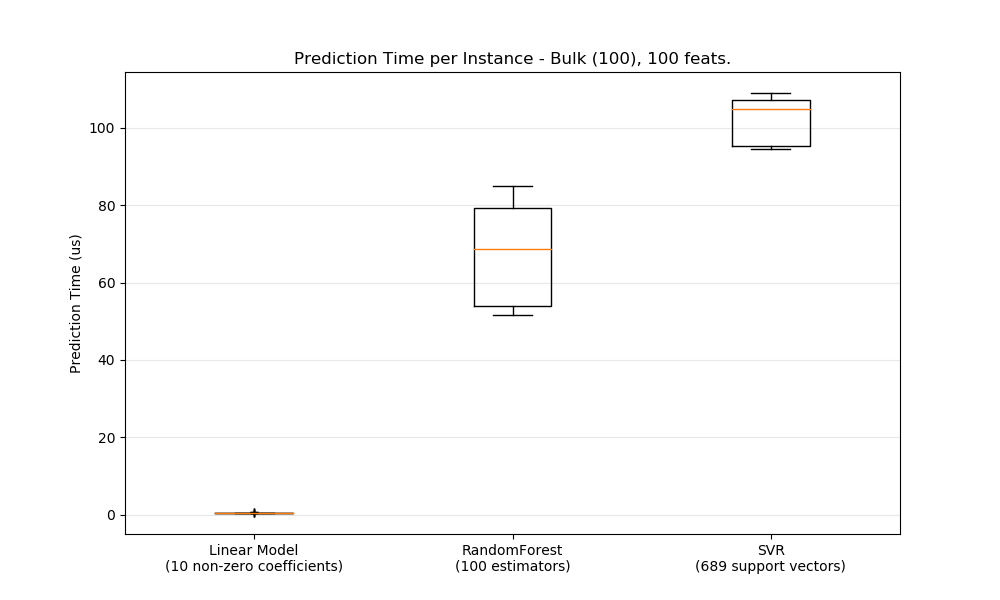 Prediction Time per Instance - Bulk (100), 100 feats.
Prediction Time (us)
100
80
60
40
20
0
Linear Model
(10 non-zero coefficients)
RandomForest
(100 estimators)
SVR
(689 support vectors)